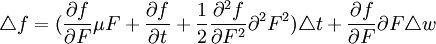 $\triangle f = (\frac{\partial f}{\partial F} \mu F + \frac{\partial f}{\partial t} + \frac{1}{2} \frac{\partial^2 f}{\partial F^2} \partial^2 F^2) \triangle t + \frac{\partial f}{\partial F} \partial F \triangle w$